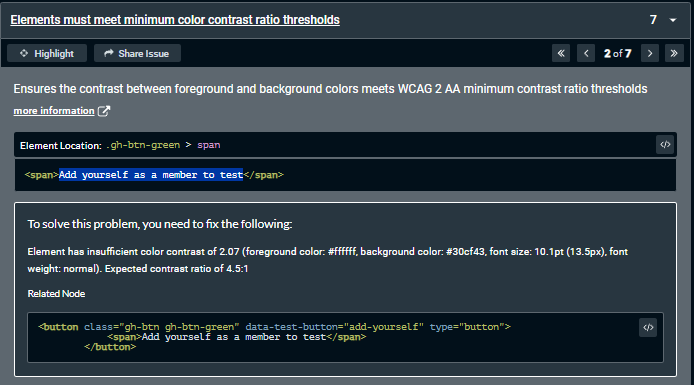 Elements must meet minimum color contrast ratio thresholds 7
Highlight Share Issue 2 of 7
Ensures the contrast between foreground and background colors meets WCAG 2 AA minimum contrast ratio thresholds
more information
Element Location: .gh-btn-green > span </>
<span>Add yourself as a member to test</span>
To solve this problem, you need to fix the following:
Element has insufficient color contrast of 2.07 (foreground color: #ffffff, background color: #30cf43, font size: 10.1pt (13.5px), font
weight: normal). Expected contrast ratio of 4.5:1
Related Node
<button class="gh-btn gh-btn-green" data-test-button="add-yourself" type="button"> </>
<span>Add yourself as a member to test</span>
</button>